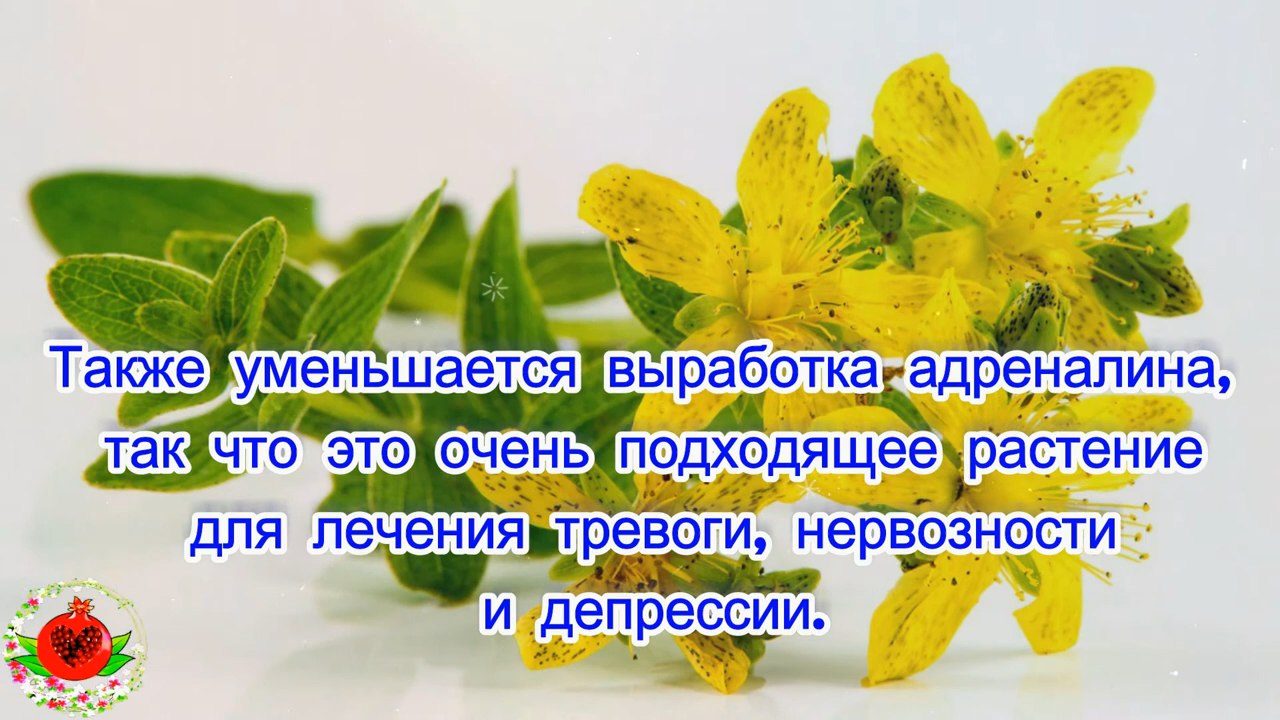 Также уменьшается выработка адреналина,
так что это очень подходящее растение
для лечения тревоги, нервозности
и депрессии.